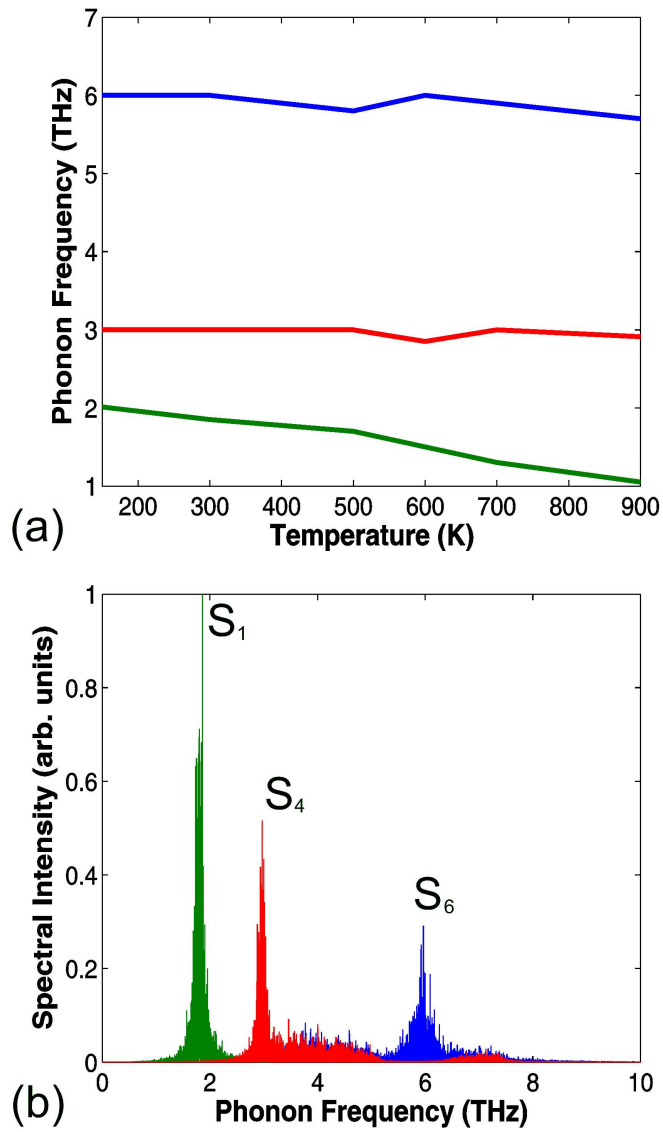 7
6
5
4
3
2
1
Phonon Frequency (THz)
200 300 400 500 600 700 800 900
Temperature (K)
(a)
1
0.8
0.6
0.4
0.2
0
Spectral Intensity (arb. units)
S1
S4
S6
0 2 4 6 8 10
Phonon Frequency (THz)
(b)